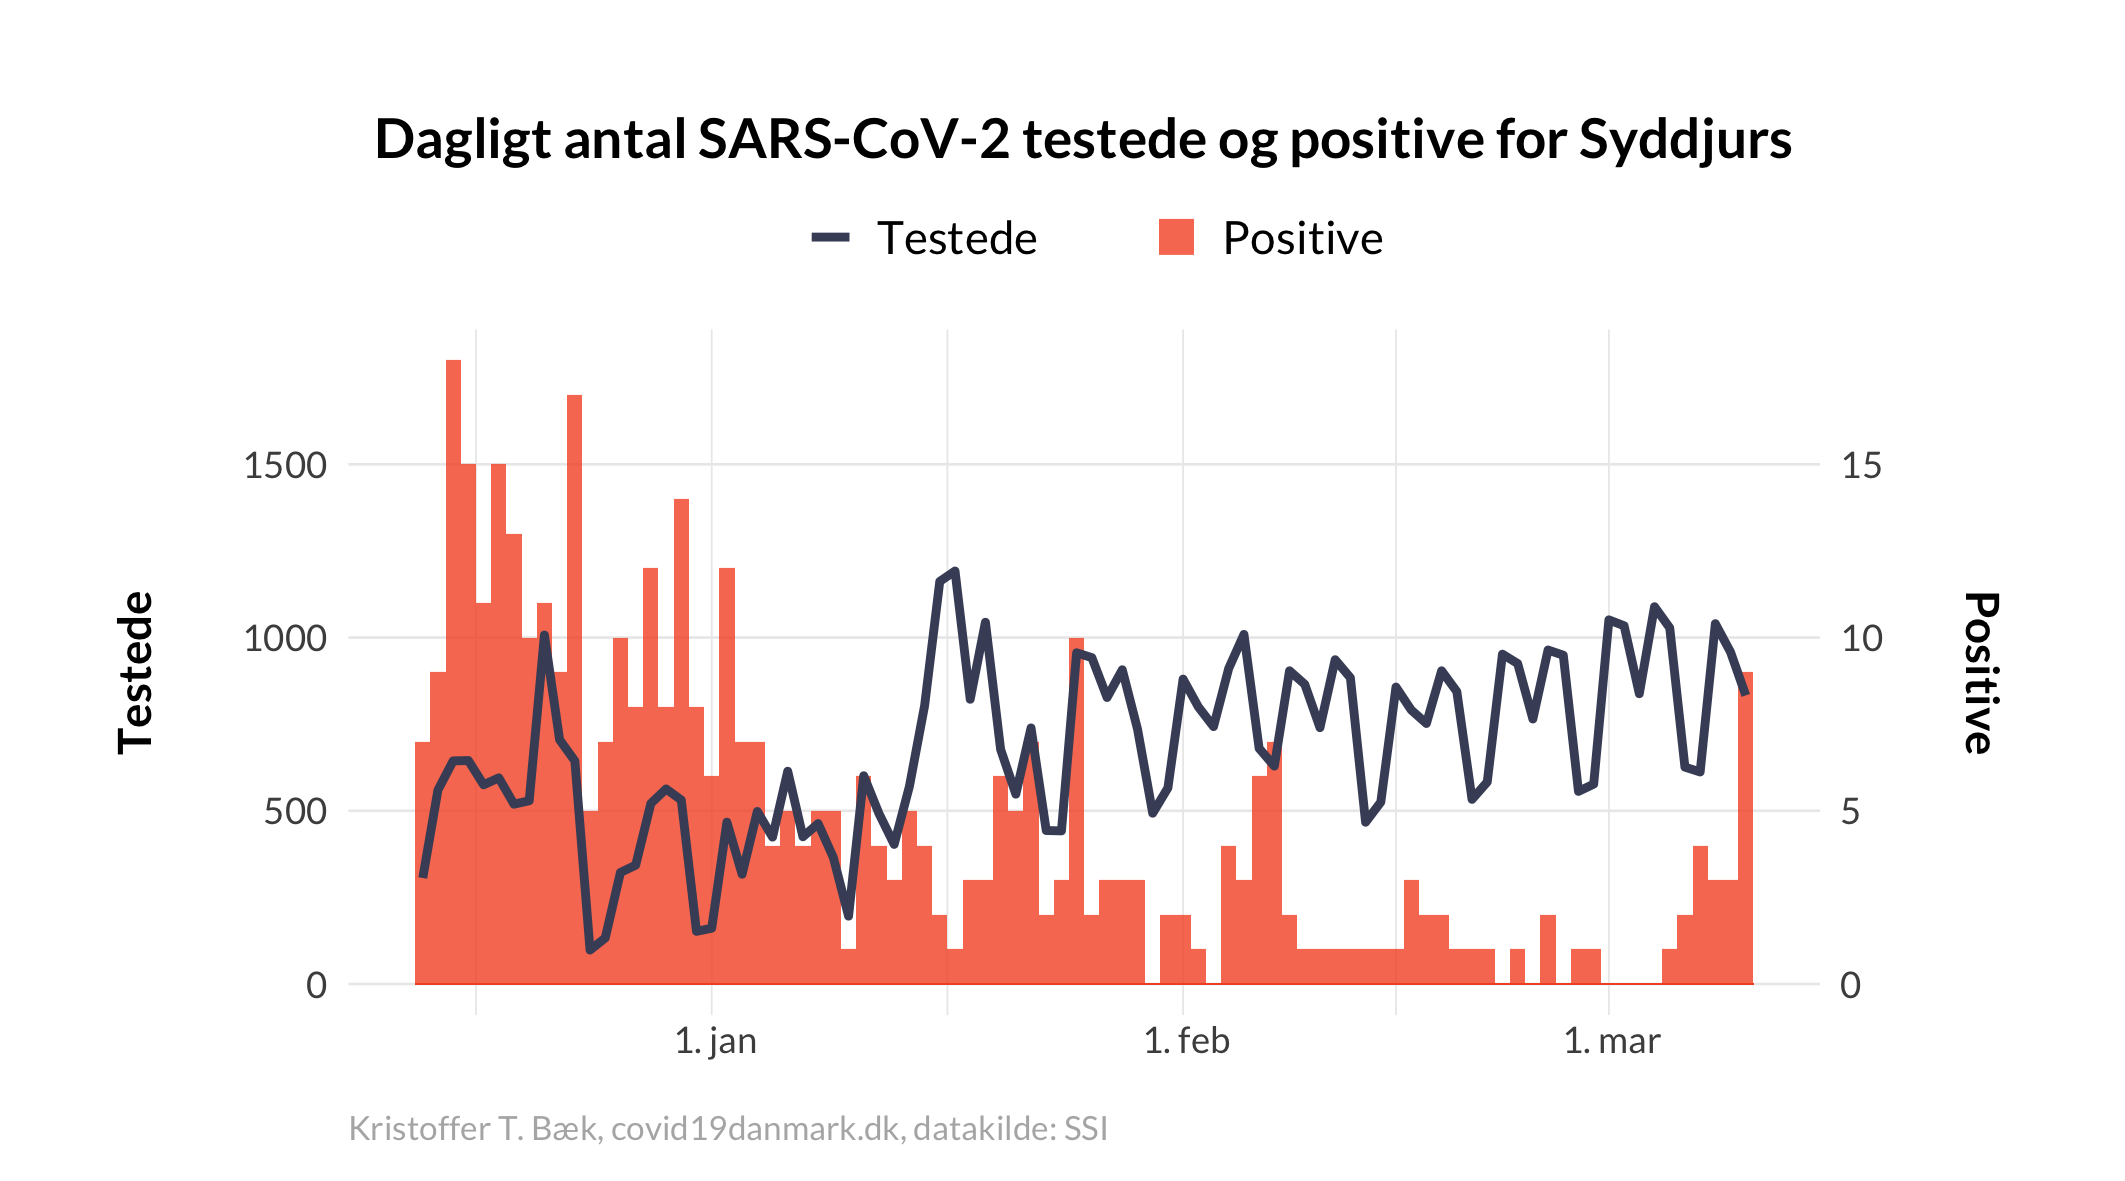 Dagligt antal SARS-CoV-2 testede og positive for Syddjurs
Testede Positive
1500 15
1000 10
Testede Positive
500 5
0 0
1. jan 1. feb 1. mar
Kristoffer T. Bæk, covid19danmark.dk, datakilde: SSI